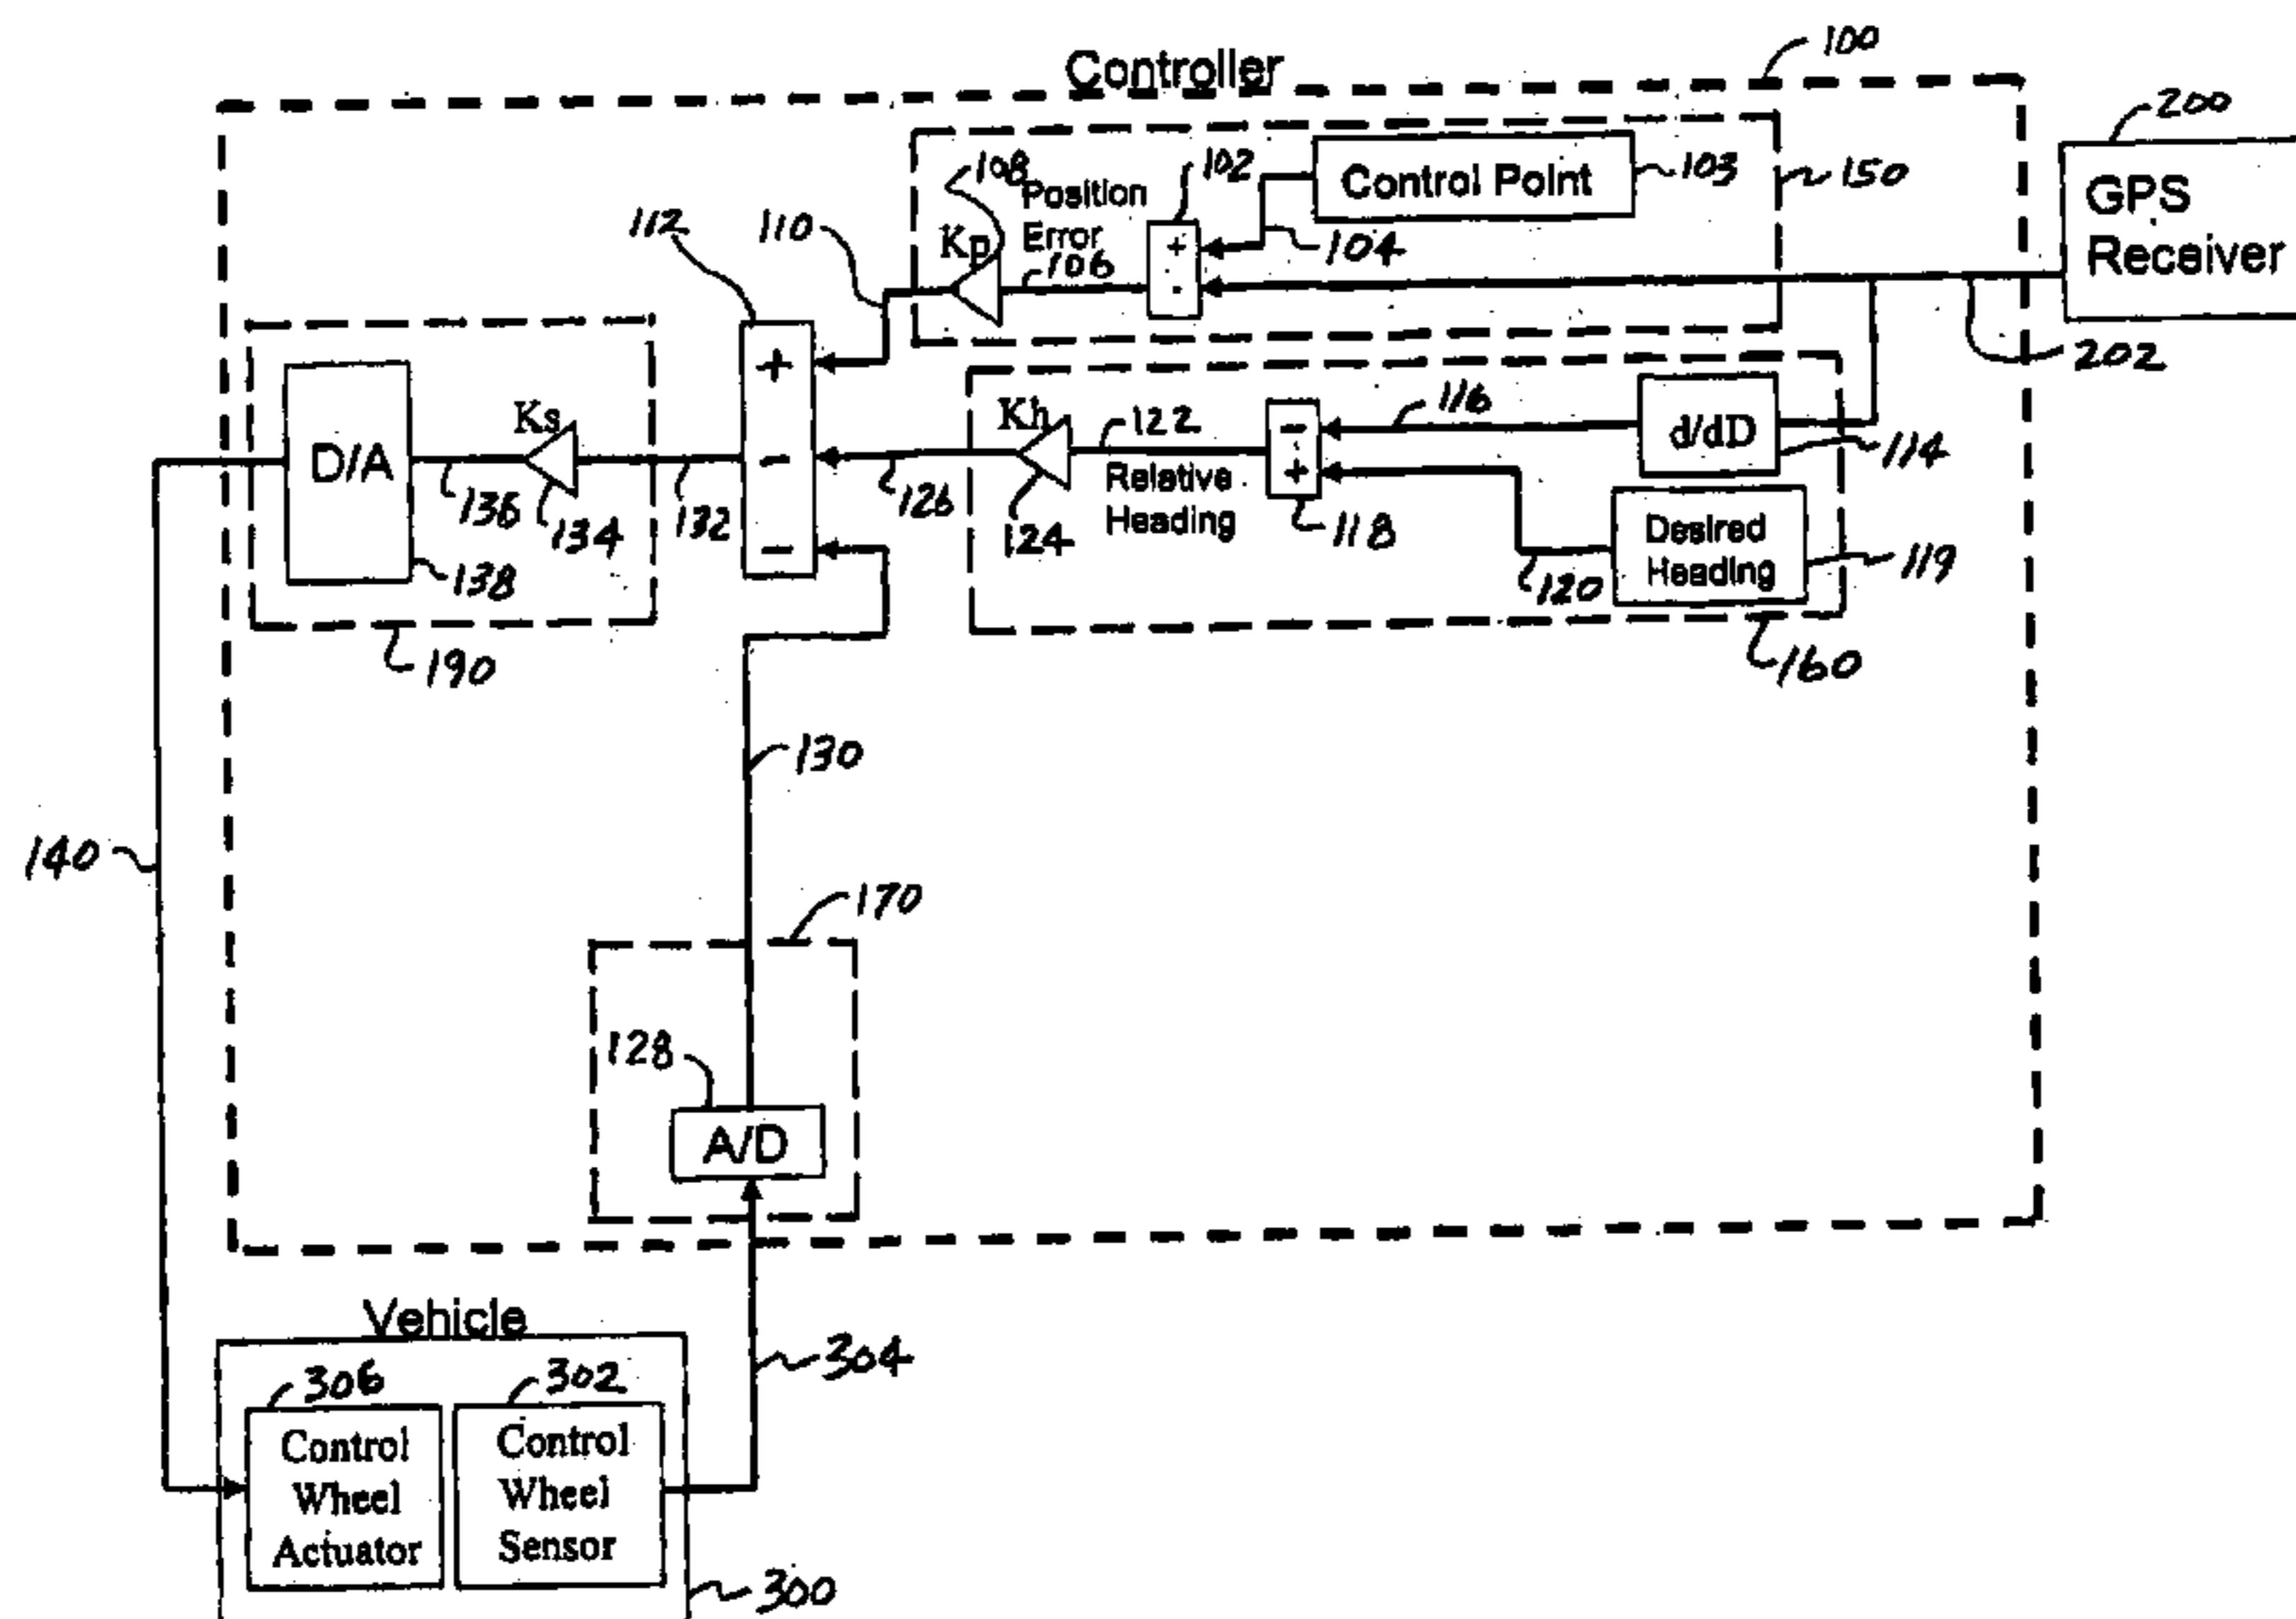 Controller
100
200
GPS
Receiver
202
150
Control Point
103
102
104
+
-
108
Position
Error
106
Kp
110
112
+
−
−
Ks
D/A
136
134
132
138
190
Kh
126
124
122
Relative
Heading
−
+
118
116
d/dD
114
Desired
Heading
119
120
160
130
140
170
128
A/D
304
Vehicle
306
302
Control
Wheel
Actuator
Control
Wheel
Sensor
300